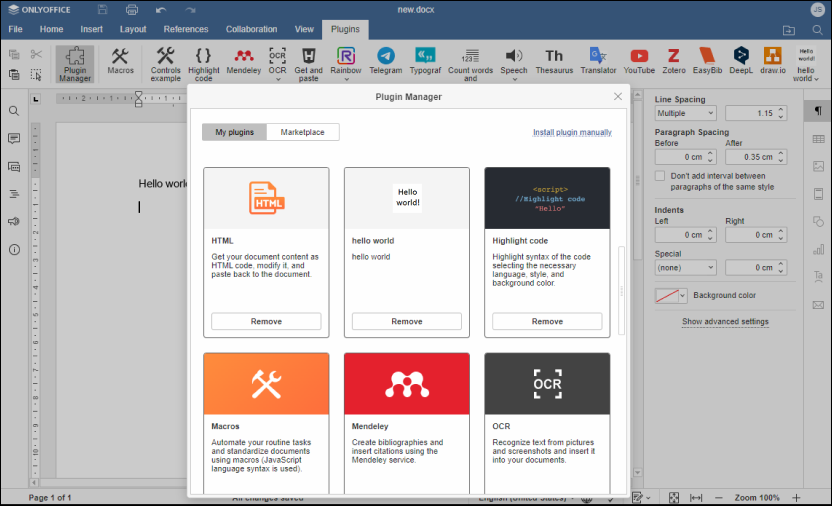 ONLYOFFICE
new.docx
JS
File Home Insert Layout References Collaboration View Plugins
Plugin Manager
Macros
Controls example
Highlight code
Mendeley
OCR
OCR
Get and paste
Rainbow
Telegram
Typograf
123
Count words and
Speech
Th
Thesaurus
Translator
YouTube
Zotero
EasyBib
DeepL
draw.io
Hello world!
hello world
Plugin Manager
My plugins Marketplace
Install plugin manually
HTML
HTML
Get your document content as
HTML code, modify it, and
paste back to the document.
Remove
Hello
world!
hello world
hello world
Remove
<script>
//Highlight code
"Hello"
Highlight code
Highlight syntax of the code
selecting the necessary
language, style, and
background color.
Remove
Macros
Automate your routine tasks
and standardize documents
using macros (JavaScript
language syntax is used).
Mendeley
Create bibliographies and
insert citations using the
Mendeley service.
OCR
OCR
Recognize text from pictures
and screenshots and insert it
into your documents.
Hello world
Line Spacing
Multiple 1.15
Paragraph Spacing
Before After
0 cm 0.35 cm
Don't add interval between
paragraphs of the same style
Indents
Left Right
0 cm 0 cm
Special
(none) 0 cm
Background color
Show advanced settings
Page 1 of 1
All changes saved
English (United States)
Zoom 100%